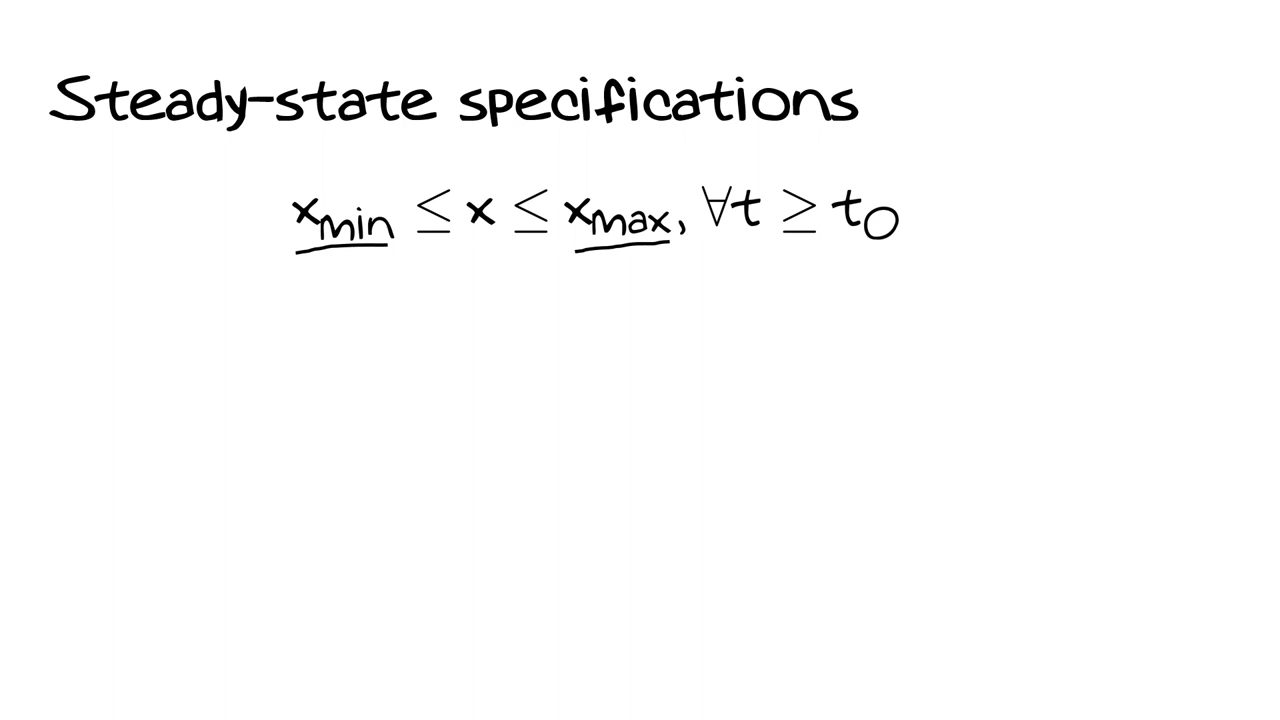 Steady-state specifications
x_min ≤ x ≤ x_max, ∀t ≥ t_0